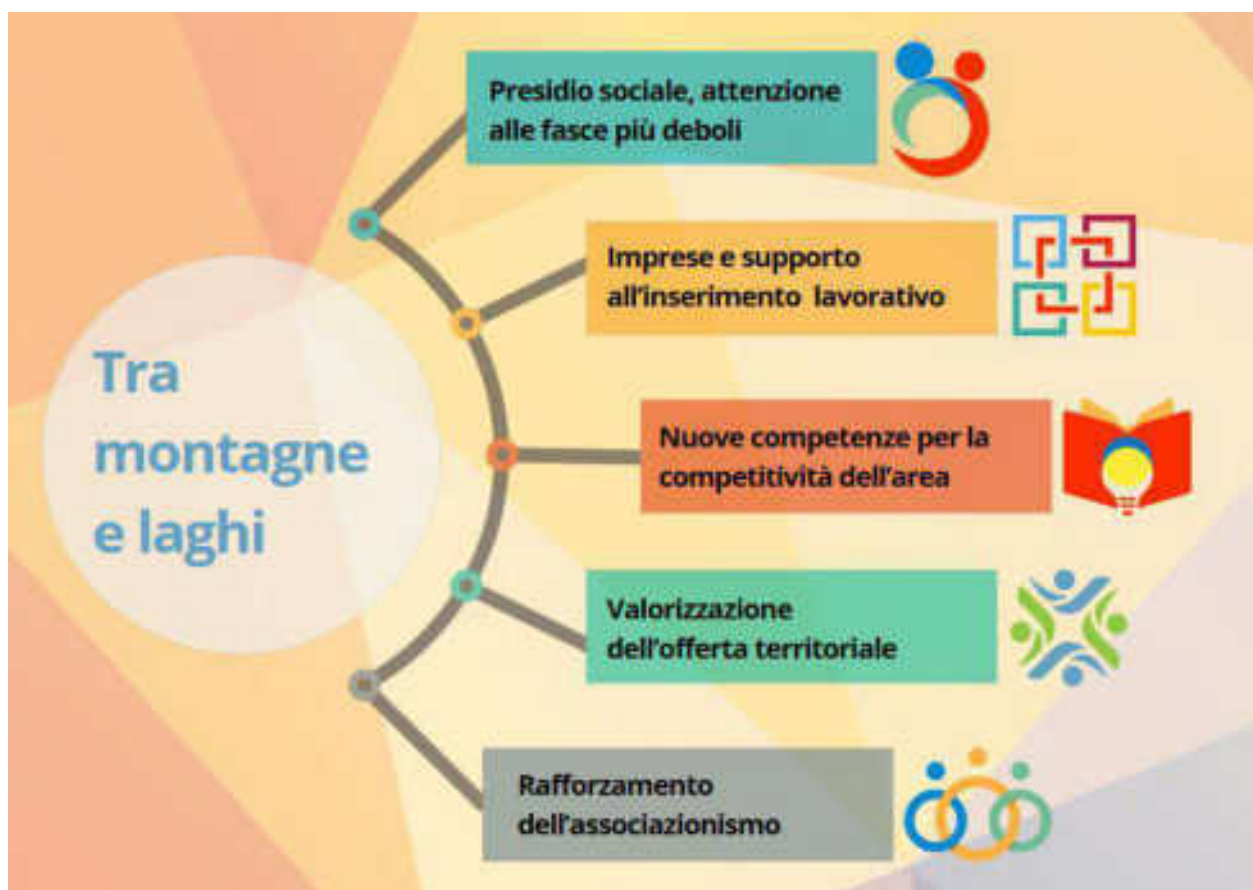 Presidio sociale, attenzione
alle fasce più deboli
Imprese e supporto
all'inserimento lavorativo
Tra
montagne
e laghi
Nuove competenze per la
competitività dell'area
Valorizzazione
dell'offerta territoriale
Rafforzamento
dell'associazionismo